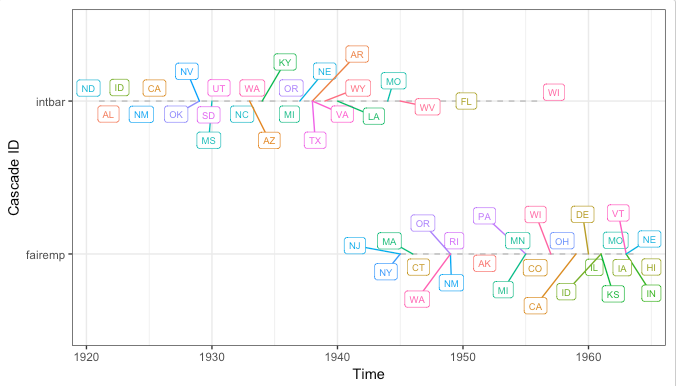 AR
KY
NV
NE
MO
ND
ID
CA
UT
WA
OR
WY
WI
intbar
FL
AL
NM
OK
SD
NC
MI
VA
LA
WV
MS
AZ
TX
Cascade ID
OR
PA
WI
DE
VT
NJ
MA
RI
MN
OH
MO
NE
fairemp
NY
CT
AK
CO
IL
IA
HI
NM
MI
ID
KS
IN
WA
CA
1920 1930 1940 1950 1960
Time